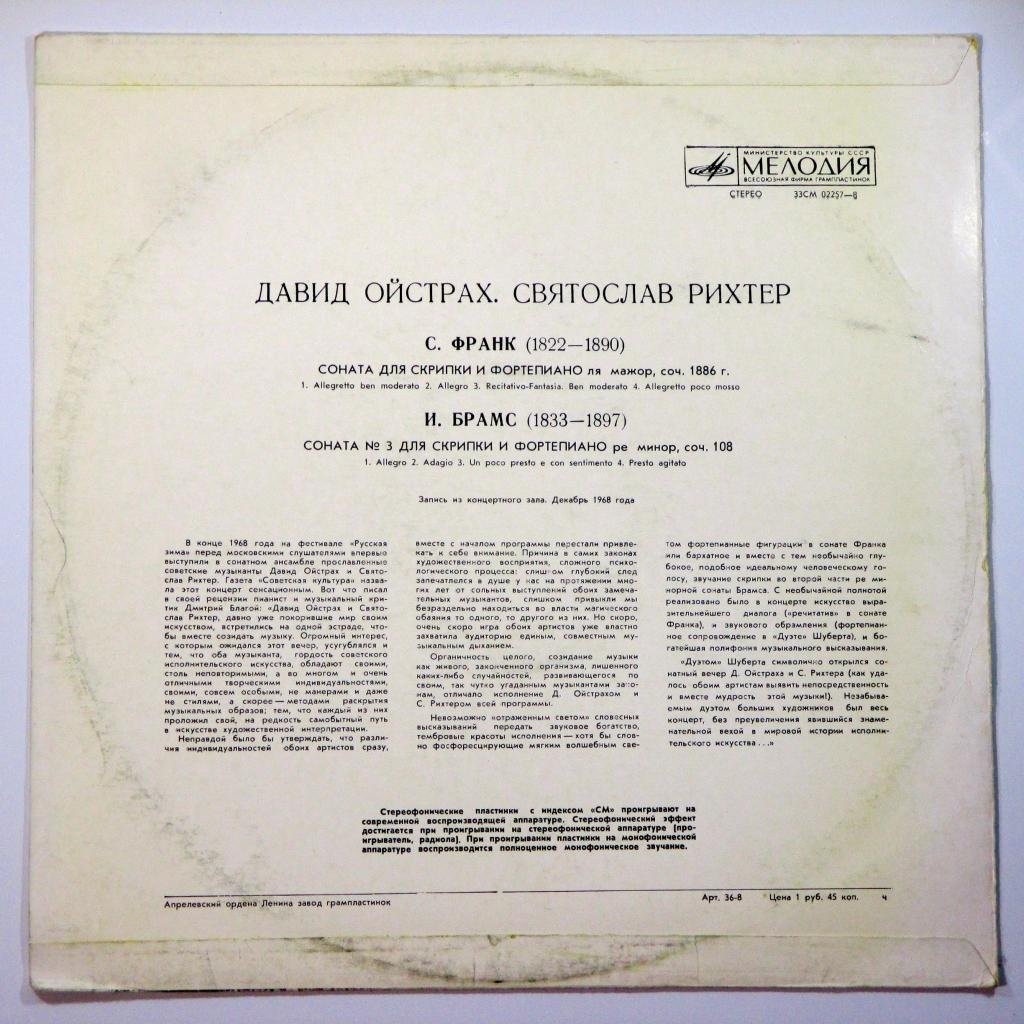 МИНИСТЕРСТВО КУЛЬТУРЫ СССР
МЕЛОДИЯ
ВСЕСОЮЗНАЯ ФИРМА ГРАМПЛАСТИНОК
СТЕРЕО 33СМ 02257—8
ДАВИД ОЙСТРАХ. СВЯТОСЛАВ РИХТЕР
С. ФРАНК (1822—1890)
СОНАТА ДЛЯ СКРИПКИ И ФОРТЕПИАНО ля мажор, соч. 1886 г.
1. Allegretto ben moderato 2. Allegro 3. Recitativo-Fantasia. Ben moderato 4. Allegretto poco mosso
И. БРАМС (1833—1897)
СОНАТА № 3 ДЛЯ СКРИПКИ И ФОРТЕПИАНО ре минор, соч. 108
1. Allegro 2. Adagio 3. Un poco presto e con sentimento 4. Presto agitato
Запись из концертного зала. Декабрь 1968 года
В конце 1968 года на фестивале «Русская
зима» перед московскими слушателями впервые
выступили в сонатном ансамбле прославленные
советские музыканты Давид Ойстрах и Свято-
слав Рихтер. Газета «Советская культура» назва-
ла этот концерт сенсационным. Вот что писал
в своей рецензии пианист и музыкальный кри-
тик Дмитрий Благой: «Давид Ойстрах и Свято-
слав Рихтер, давно уже покорившие мир своим
искусством, встретились на одной эстраде, что-
бы вместе созидать музыку. Огромный интерес,
с которым ожидался этот вечер, усугублялся и
тем, что оба музыканта, гордость советского
исполнительского искусства, обладают своими,
столь неповторимыми, а во многом и очень
отличными творческими индивидуальностями,
своими, совсем особыми, не манерами и даже
не стилями, а скорее — методами раскрытия
музыкальных образов; тем, что каждый из них
проложил свой, на редкость самобытный путь
в искусстве художественной интерпретации.
Неправдой было бы утверждать, что разли-
чия индивидуальностей обоих артистов сразу,
вместе с началом программы перестали привле-
кать к себе внимание. Причина в самих законах
художественного восприятия, сложного психо-
логического процесса: слишком глубокий след
запечатлелся в душе у нас на протяжении мно-
гих лет от сольных выступлений обоих замеча-
тельных музыкантов, слишком привыкли мы
безраздельно находиться во власти магического
обаяния то одного, то другого из них. Но скоро,
очень скоро игра обоих артистов уже властно
захватила аудиторию единым, совместным му-
зыкальным дыханием.
Органичность целого, созидание музыки
как живого, законченного организма, лишенного
каких-либо случайностей, развивающегося по
своим, так чутко угаданным музыкантами зако-
нам, отличало исполнение Д. Ойстрахом и
С. Рихтером всей программы.
Невозможно «отраженным светом» словесных
высказываний передать звуковое богатство,
тембровые красоты исполнения — хотя бы слов-
но фосфоресцирующие мягким волшебным све-
том фортепианные фигурации в сонате Франка
или бархатное и вместе с тем необычайно глу-
бокое, подобное идеальному человеческому го-
лосу, звучание скрипки во второй части ре ми-
норной сонаты Брамса. С необычайной полнотой
реализовано было в концерте искусство выра-
зительнейшего диалога («речитатив» в сонате
Франка), и звукового обрамления (фортепиан-
ное сопровождение в «Дуэте» Шуберта), и бо-
гатейшая полифония музыкального высказывания.
«Дуэтом» Шуберта символично открылся со-
натный вечер Д. Ойстраха и С. Рихтера (как уда-
лось обоим артистам выявить непосредственность
и вместе мудрость этой музыки!). Незабыва-
емым дуэтом больших художников был весь
концерт, без преувеличения явившийся знаме-
нательной вехой в мировой истории исполни-
тельского искусства...»
Стереофонические пластинки с индексом «СМ» проигрывают на
современной воспроизводящей аппаратуре. Стереофонический эффект
достигается при проигрывании на стереофонической аппаратуре (про-
игрыватель, радиола). При проигрывании пластинки на монофонической
аппаратуре воспроизводится полноценное монофоническое звучание.
Апрелевский ордена Ленина завод грампластинок
Арт. 36-8 Цена 1 руб. 45 коп. ч